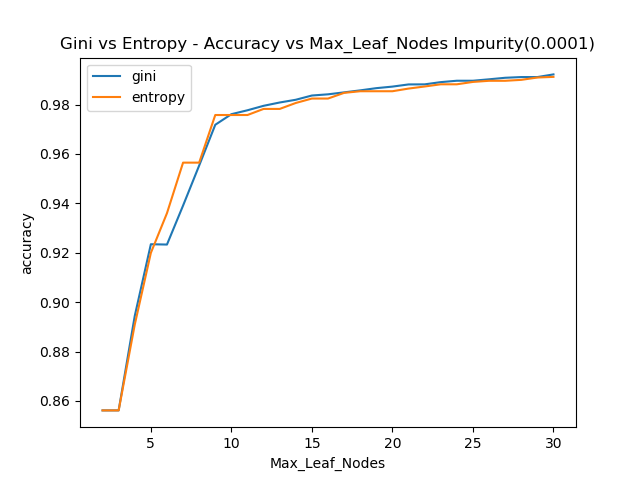 Gini vs Entropy - Accuracy vs Max_Leaf_Nodes Impurity(0.0001)
gini
entropy
accuracy
0.98
0.96
0.94
0.92
0.90
0.88
0.86
5 10 15 20 25 30
Max_Leaf_Nodes